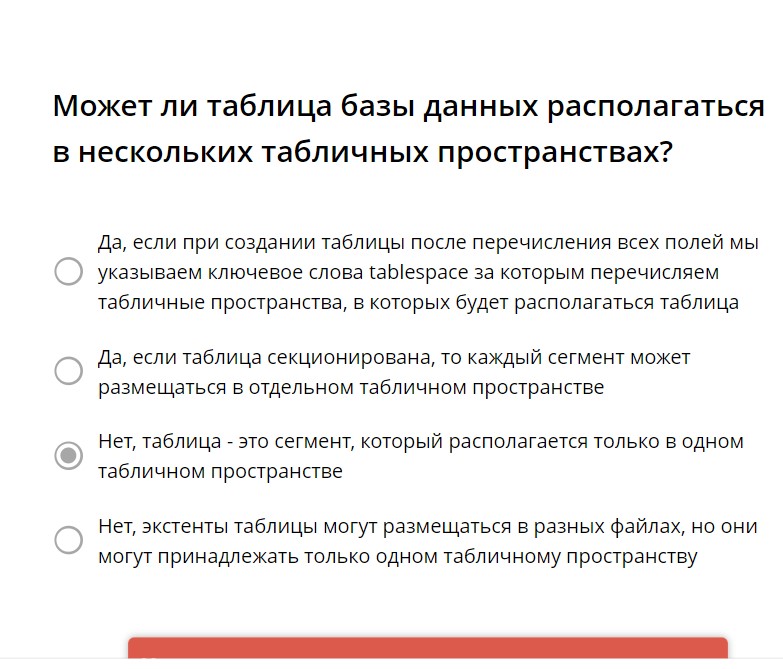 Может ли таблица базы данных располагаться
в нескольких табличных пространствах?
Да, если при создании таблицы после перечисления всех полей мы
указываем ключевое слова tablespace за которым перечисляем
табличные пространства, в которых будет располагаться таблица
Да, если таблица секционирована, то каждый сегмент может
размещаться в отдельном табличном пространстве
Нет, таблица - это сегмент, который располагается только в одном
табличном пространстве
Нет, экстенты таблицы могут размещаться в разных файлах, но они
могут принадлежать только одном табличному пространству